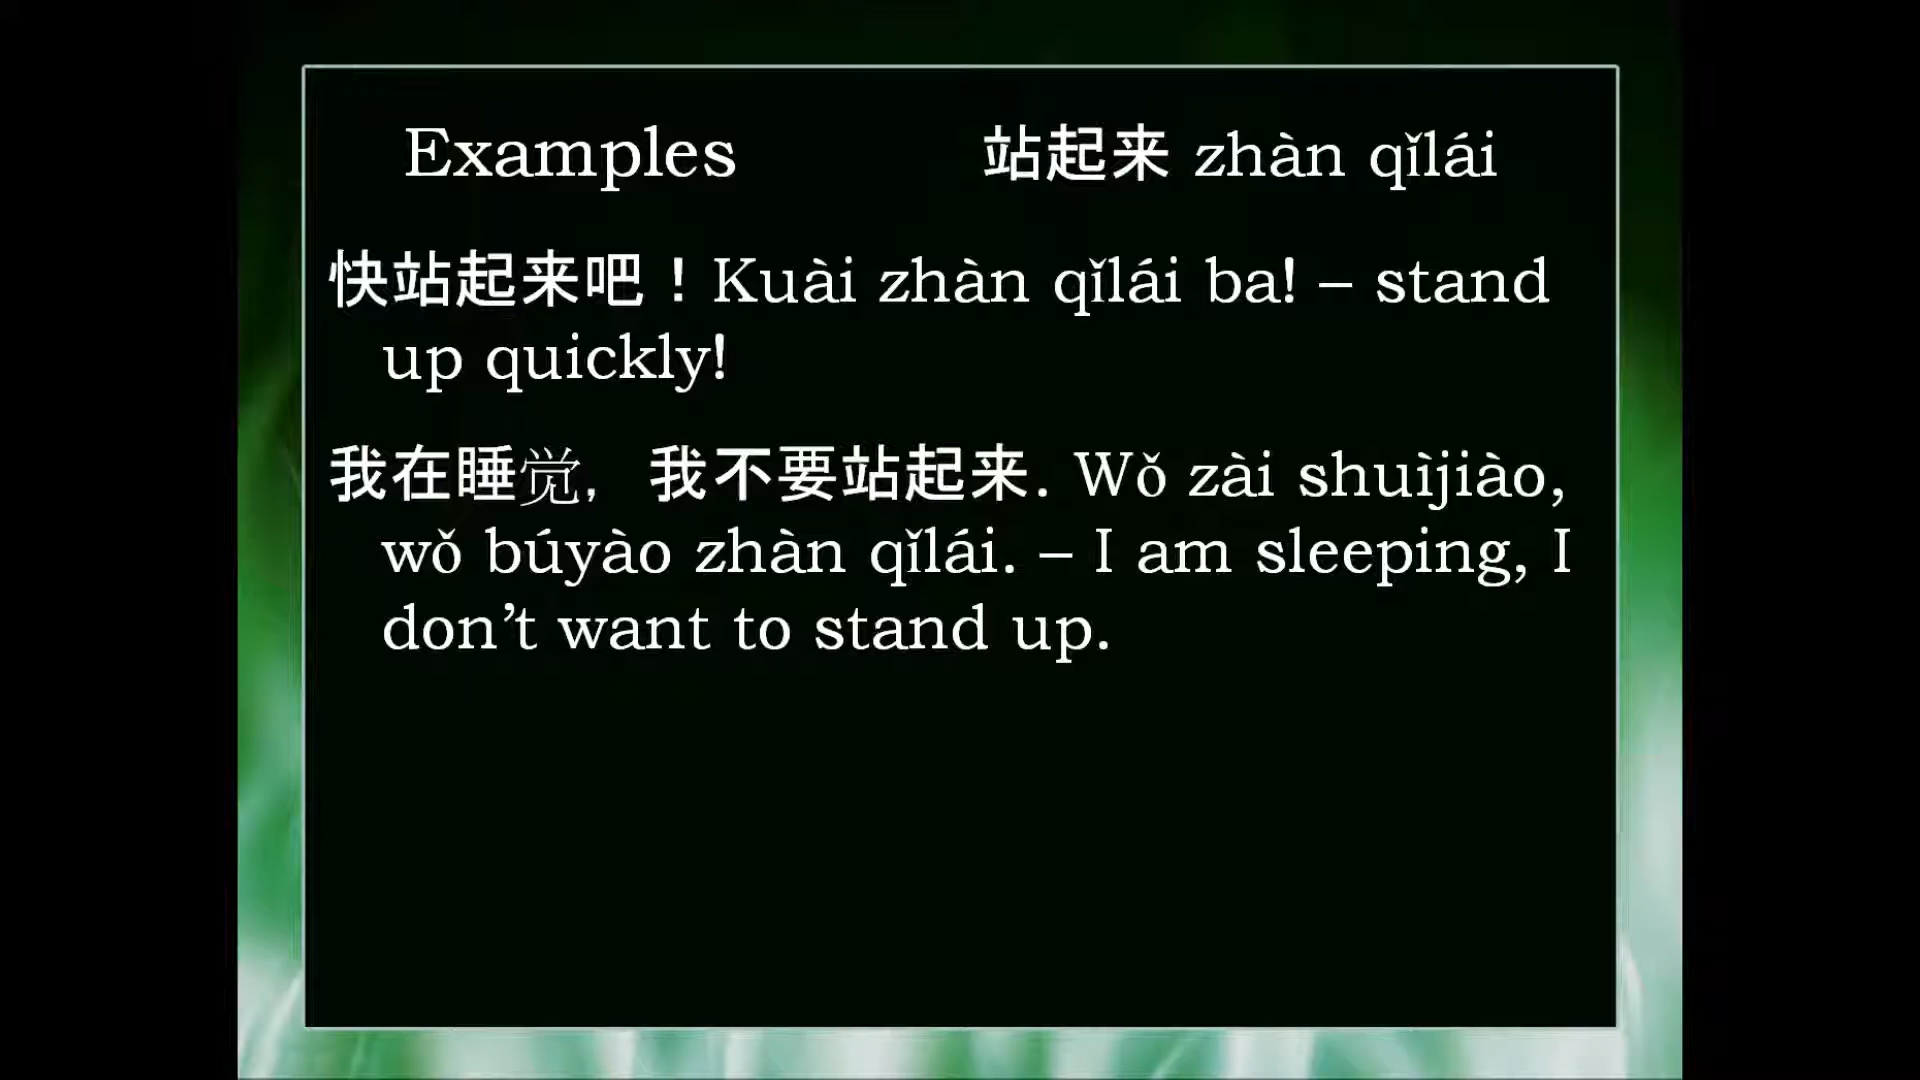 Examples 站起来 zhàn qǐlái
快站起来吧！Kuài zhàn qǐlái ba! – stand
up quickly!
我在睡觉, 我不要站起来. Wǒ zài shuìjiào,
wǒ búyào zhàn qǐlái. – I am sleeping, I
don’t want to stand up.